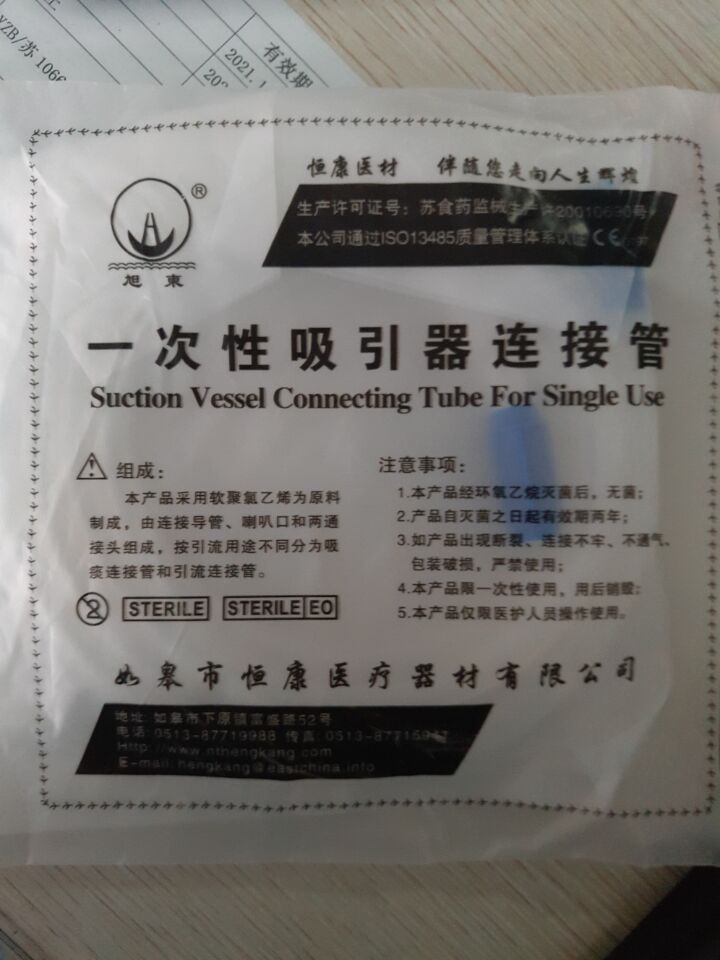 YZB/苏 1066
有效期
2021.1
恒康医材 伴随您走向人生辉煌
®
生产许可证号：苏食药监械生产许20010630号
本公司通过ISO13485质量管理体系认证 CE
旭東
一次性吸引器连接管
Suction Vessel Connecting Tube For Single Use
组成：
本产品采用软聚氯乙烯为原料
制成，由连接导管、喇叭口和两通
接头组成，按引流用途不同分为吸
痰连接管和引流连接管。
2 STERILE STERILE EO
注意事项：
1.本产品经环氧乙烷灭菌后，无菌；
2.产品自灭菌之日起有效期两年；
3.如产品出现断裂、连接不牢、不通气、
包装破损，严禁使用；
4.本产品限一次性使用，用后销毁；
5.本产品仅限医护人员操作使用。
如皋市恒康医疗器材有限公司
地址：如皋市下原镇富盛路52号
电话：0513-87719988 传真：0513-87715947
Http://www.nthengkang.com
E-mail:hengkang@eastchina.info